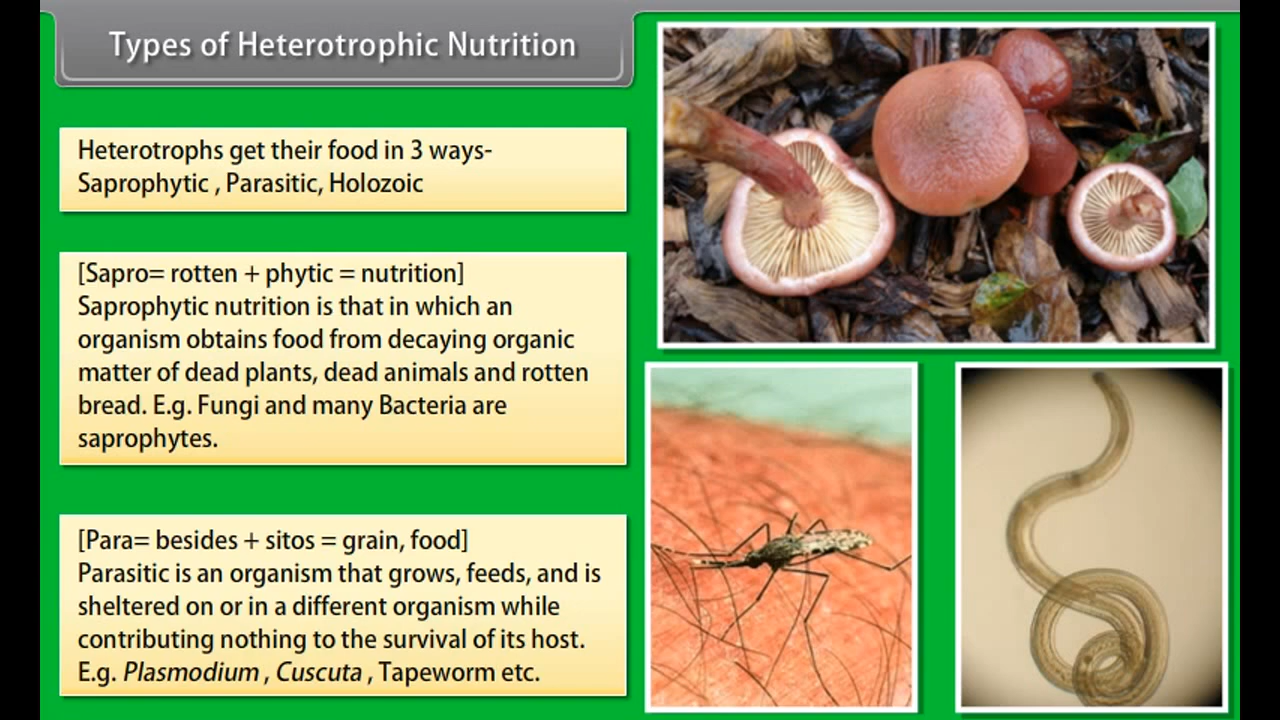 Types of Heterotrophic Nutrition
Heterotrophs get their food in 3 ways-
Saprophytic , Parasitic, Holozoic
[Sapro= rotten + phytic = nutrition]
Saprophytic nutrition is that in which an
organism obtains food from decaying organic
matter of dead plants, dead animals and rotten
bread. E.g. Fungi and many Bacteria are
saprophytes.
[Para= besides + sitos = grain, food]
Parasitic is an organism that grows, feeds, and is
sheltered on or in a different organism while
contributing nothing to the survival of its host.
E.g. Plasmodium , Cuscuta , Tapeworm etc.